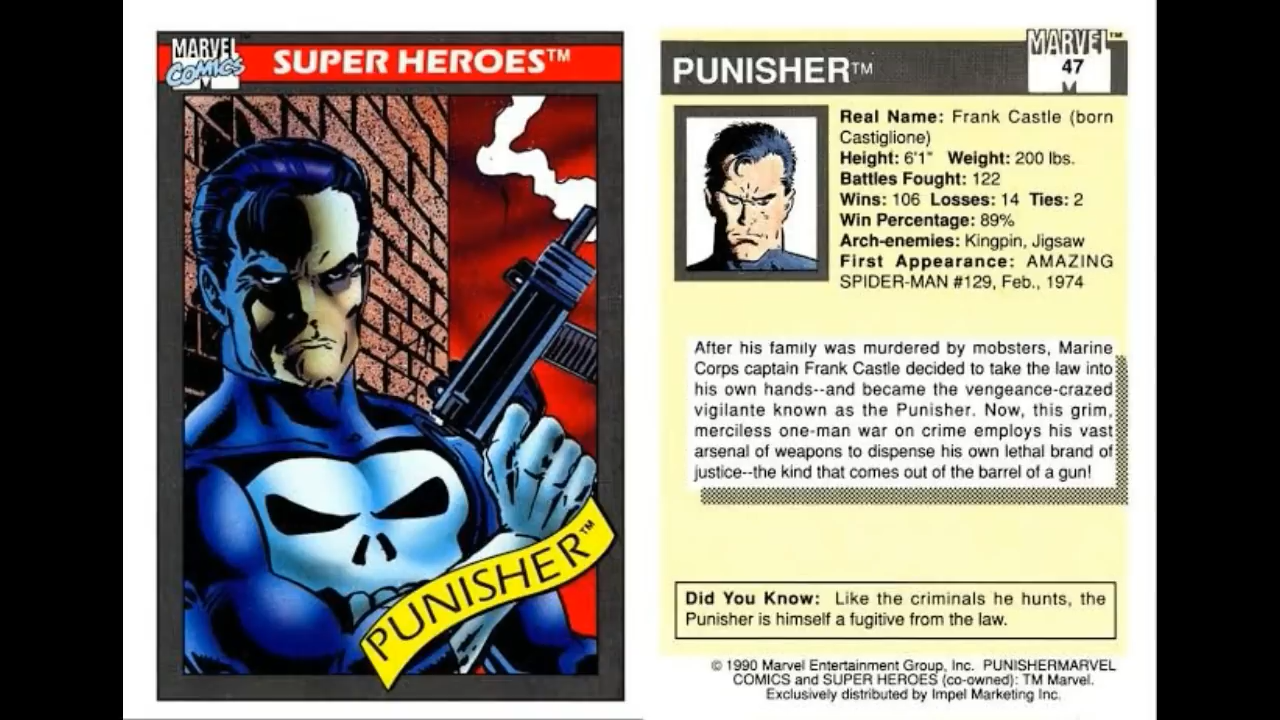 MARVEL
COMICS
SUPER HEROES™
PUNISHER™
PUNISHER™
MARVEL™
47
M
Real Name: Frank Castle (born
Castiglione)
Height: 6'1" Weight: 200 lbs.
Battles Fought: 122
Wins: 106 Losses: 14 Ties: 2
Win Percentage: 89%
Arch-enemies: Kingpin, Jigsaw
First Appearance: AMAZING
SPIDER-MAN #129, Feb., 1974
After his family was murdered by mobsters, Marine
Corps captain Frank Castle decided to take the law into
his own hands--and became the vengeance-crazed
vigilante known as the Punisher. Now, this grim,
merciless one-man war on crime employs his vast
arsenal of weapons to dispense his own lethal brand of
justice--the kind that comes out of the barrel of a gun!
Did You Know: Like the criminals he hunts, the
Punisher is himself a fugitive from the law.
© 1990 Marvel Entertainment Group, Inc. PUNISHERMARVEL
COMICS and SUPER HEROES (co-owned): TM Marvel.
Exclusively distributed by Impel Marketing Inc.